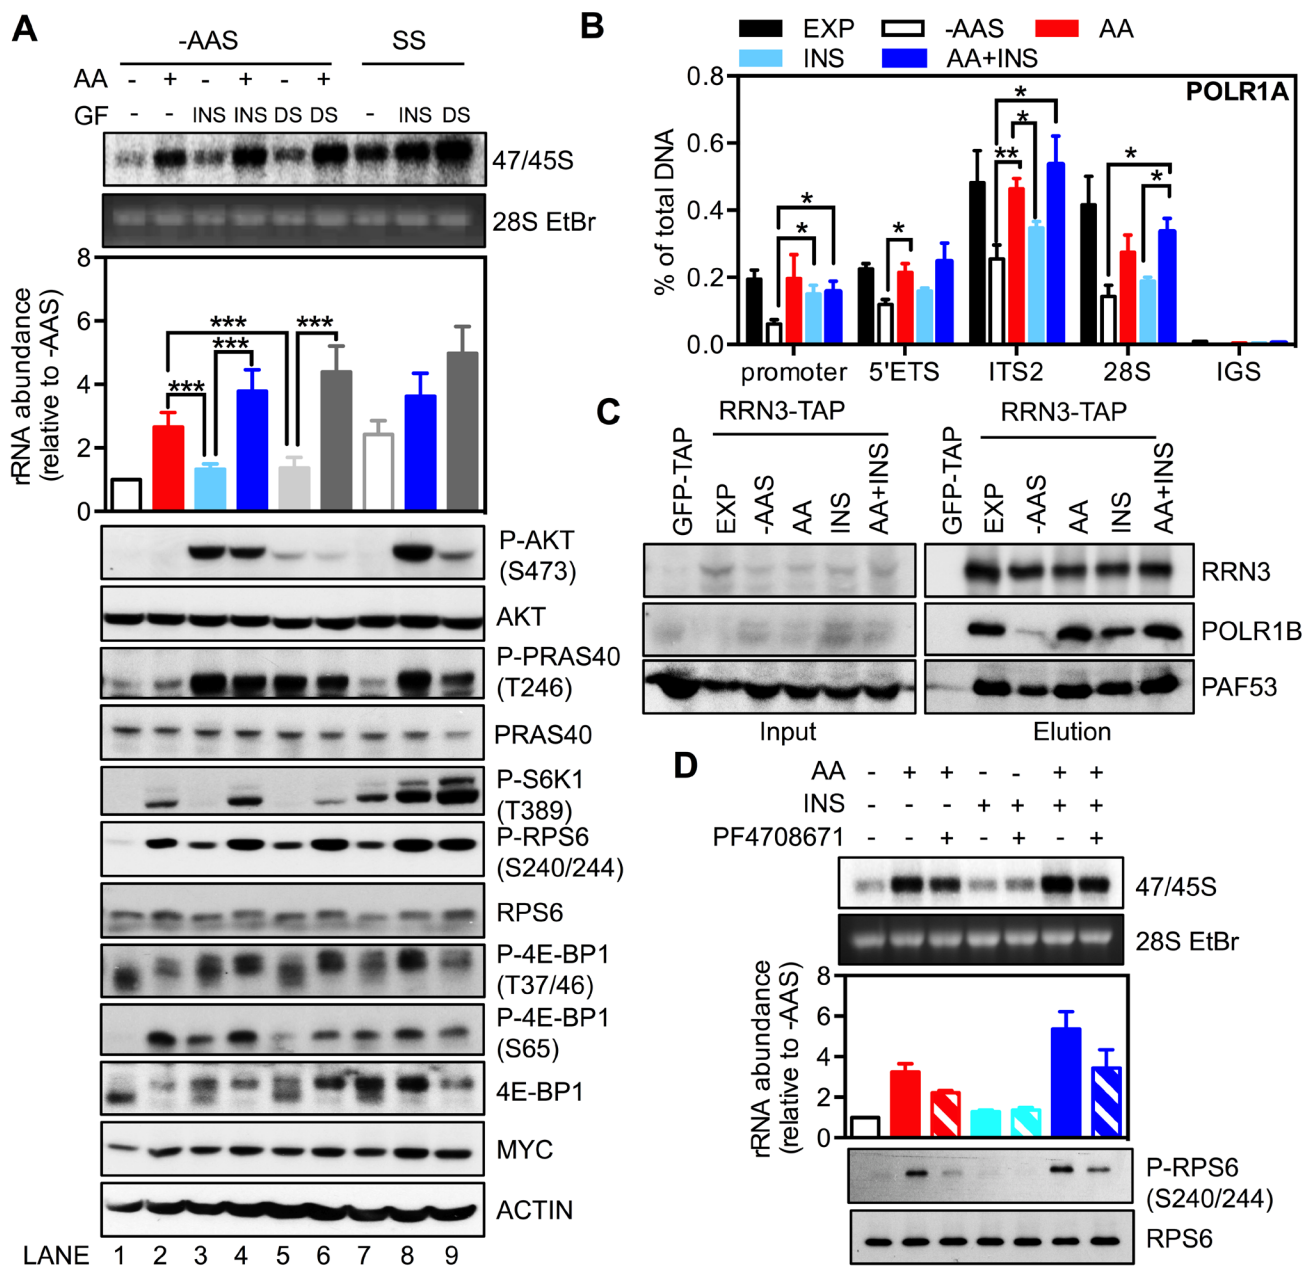 A
-AAS SS
AA - + - + - +
GF - - INS INS DS DS - INS DS
47/45S
28S EtBr
rRNA abundance
(relative to -AAS)
8
6
4
2
0
*** *** *** ***
P-AKT
(S473)
AKT
P-PRAS40
(T246)
PRAS40
P-S6K1
(T389)
P-RPS6
(S240/244)
RPS6
P-4E-BP1
(T37/46)
P-4E-BP1
(S65)
4E-BP1
MYC
ACTIN
LANE 1 2 3 4 5 6 7 8 9
B
EXP -AAS AA
INS AA+INS
POLR1A
% of total DNA
0.8
0.6
0.4
0.2
0.0
* * * * * ** * *
promoter 5'ETS ITS2 28S IGS
C
RRN3-TAP RRN3-TAP
GFP-TAP EXP -AAS AA INS AA+INS
GFP-TAP EXP -AAS AA INS AA+INS
RRN3
POLR1B
PAF53
Input Elution
D
AA - + + - - + +
INS - - - + + + +
PF4708671 - - + - + - +
47/45S
28S EtBr
rRNA abundance
(relative to -AAS)
8
6
4
2
0
P-RPS6
(S240/244)
RPS6